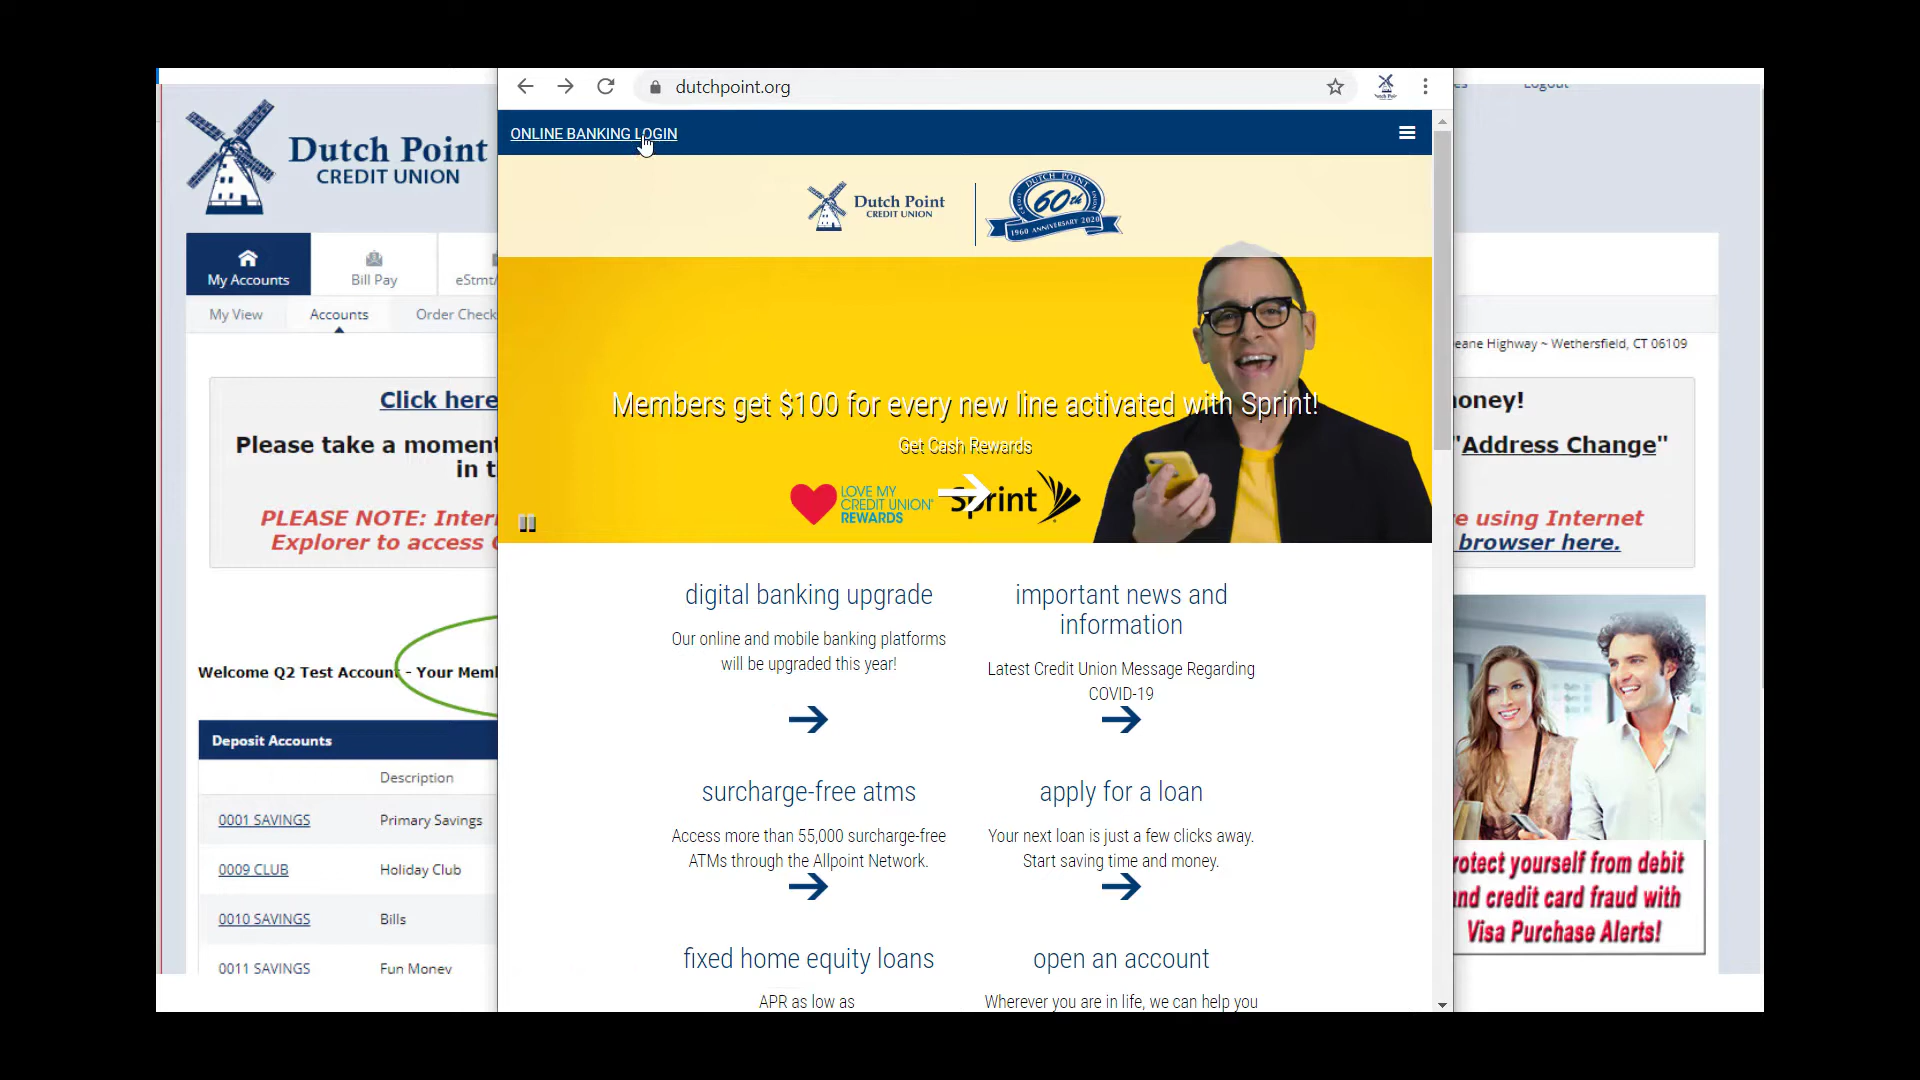 dutchpoint.org
Logout
ONLINE BANKING LOGIN
Dutch Point
CREDIT UNION
Dutch Point
CREDIT UNION
DUTCH POINT
CREDIT UNION
60th
1960 ANNIVERSARY 2020
My Accounts
Bill Pay
eStmt/
My View
Accounts
Order Check
eane Highway ~ Wethersfield, CT 06109
Click here
oney!
Please take a moment
"Address Change"
in t
PLEASE NOTE: Inter
e using Internet
Explorer to access
browser here.
Members get $100 for every new line activated with Sprint!
Get Cash Rewards
LOVE MY
CREDIT UNION
REWARDS
Sprint
digital banking upgrade
Our online and mobile banking platforms
will be upgraded this year!
important news and
information
Latest Credit Union Message Regarding
COVID-19
Welcome Q2 Test Account - Your Memb
Deposit Accounts
Description
0001 SAVINGS Primary Savings
0009 CLUB Holiday Club
0010 SAVINGS Bills
0011 SAVINGS Fun Money
surcharge-free atms
Access more than 55,000 surcharge-free
ATMs through the Allpoint Network.
apply for a loan
Your next loan is just a few clicks away.
Start saving time and money.
fixed home equity loans
APR as low as
open an account
Wherever you are in life, we can help you
rotect yourself from debit
and credit card fraud with
Visa Purchase Alerts!